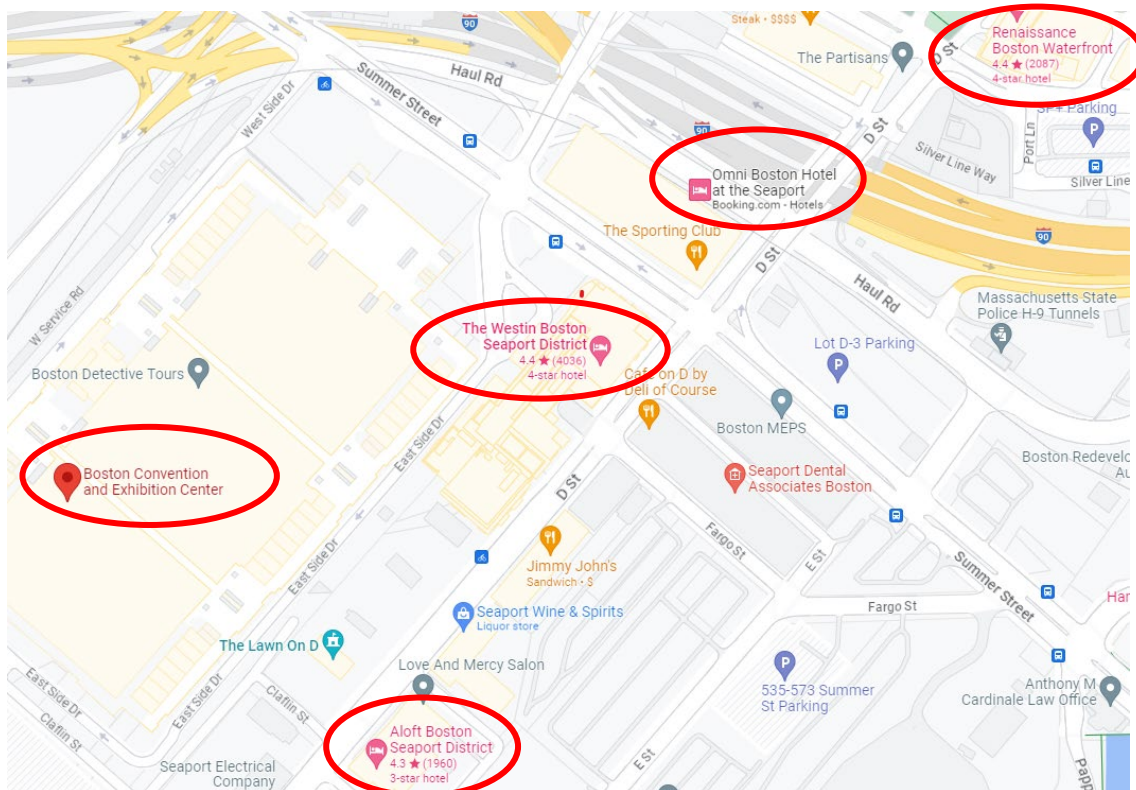 Steak • $$$$
90
Renaissance
Boston Waterfront
4.4 ★ (2087)
4-star hotel
The Partisans
D St
Haul Rd
Summer Street
West Side Dr
SP+ Parking
P
90
D St
Port Ln
Silver Line Way
Silver Line
Omni Boston Hotel
at the Seaport
Booking.com - Hotels
The Sporting Club
90
D St
Haul Rd
W Service Rd
Massachusetts State
Police H-9 Tunnels
The Westin Boston
Seaport District
4.4 ★ (4036)
4-star hotel
Lot D-3 Parking
P
Boston Detective Tours
Cafe on D by
Deli of Course
Boston MEPS
East Side Dr
Boston Convention
and Exhibition Center
Seaport Dental
Associates Boston
Boston Redevelo
Au
D St
Fargo St
E St
Jimmy John's
Sandwich • $
Summer Street
East Side Dr
Seaport Wine & Spirits
Liquor store
Fargo St
Har
The Lawn On D
Love And Mercy Salon
P
535-573 Summer
St Parking
Anthony M
Cardinale Law Office
East Side Dr
Claflin St
East Side Dr
Claflin St
Aloft Boston
Seaport District
4.3 ★ (1960)
3-star hotel
E St
Seaport Electrical
Company
Papp